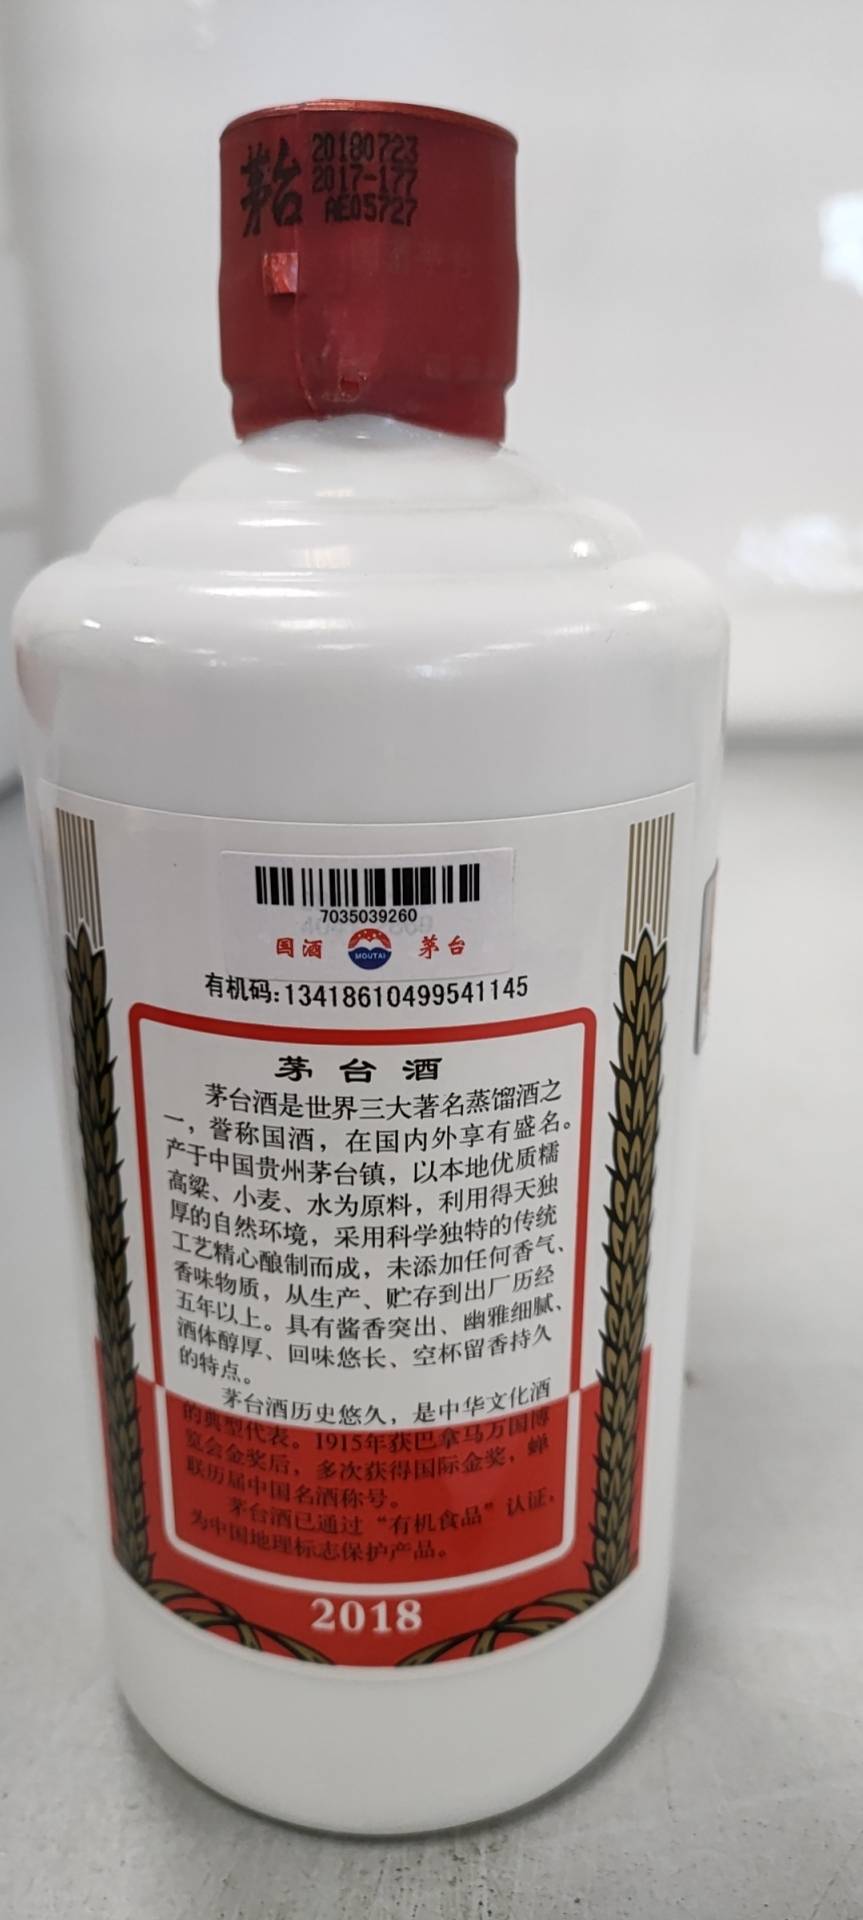 茅台
20180723
2017-177
AE05727
7035039260
国酒 MOUTAI 茅台
有机码:13418610499541145
茅台酒
茅台酒是世界三大著名蒸馏酒之
一，誉称国酒，在国内外享有盛名。
产于中国贵州茅台镇，以本地优质糯
高粱、小麦、水为原料，利用得天独
厚的自然环境，采用科学独特的传统
工艺精心酿制而成，未添加任何香气、
香味物质，从生产、贮存到出厂历经
五年以上。具有酱香突出、幽雅细腻、
酒体醇厚、回味悠长、空杯留香持久
的特点。
茅台酒历史悠久，是中华文化酒
的典型代表。1915年获巴拿马万国博
览会金奖后，多次获得国际金奖，蝉
联历届中国名酒称号。
茅台酒已通过“有机食品”认证，
为中国地理标志保护产品。
2018